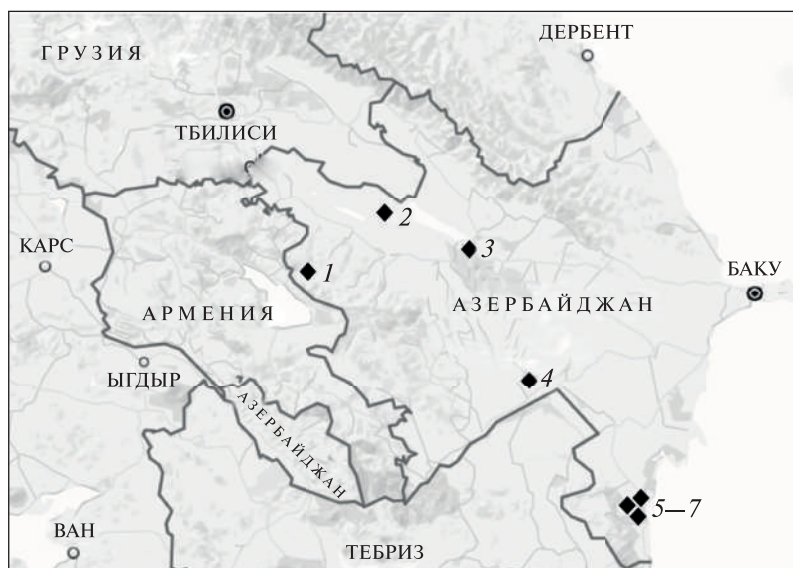 ДЕРБЕНТ
ГРУЗИЯ
ТБИЛИСИ
2
3
КАРС
1
БАКУ
АЗЕРБАЙДЖАН
АРМЕНИЯ
ЫГДЫР
4
АЗЕРБАЙДЖАН
5—7
ВАН
ТЕБРИЗ